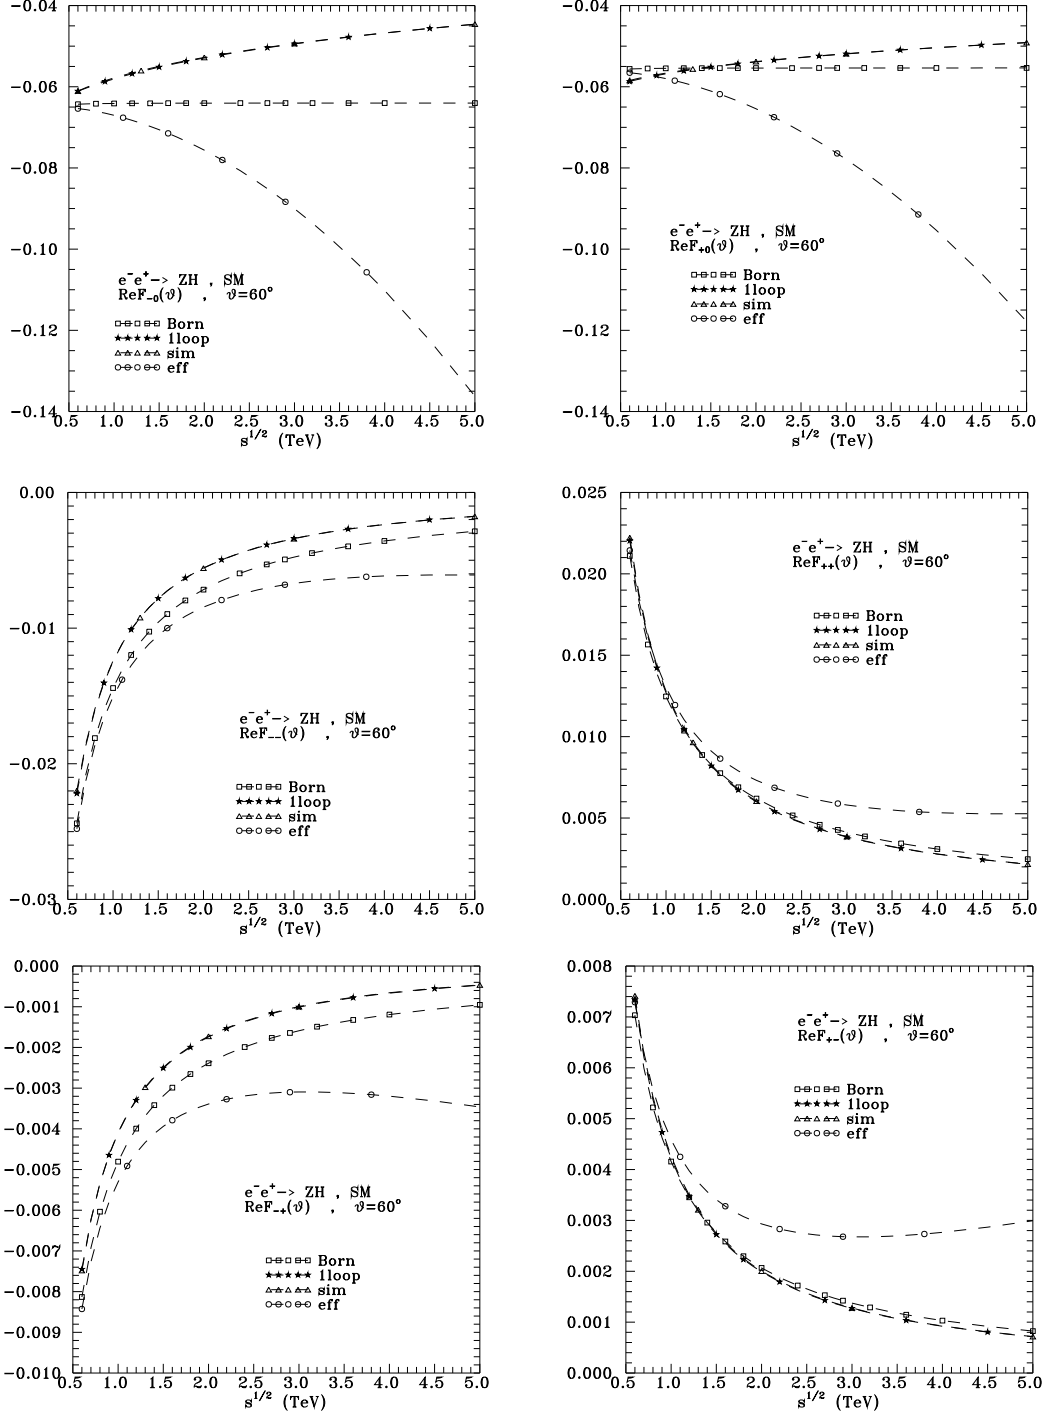 −0.04
−0.06
−0.08
−0.10
−0.12
−0.14
e⁻e⁺−> ZH , SM
ReF₋₀(ϑ) , ϑ=60°
Born
1loop
sim
eff
0.5 1.0 1.5 2.0 2.5 3.0 3.5 4.0 4.5 5.0
s^1/2 (TeV)
−0.04
−0.06
−0.08
−0.10
−0.12
−0.14
e⁻e⁺−> ZH , SM
ReF₊₀(ϑ) , ϑ=60°
Born
1loop
sim
eff
0.5 1.0 1.5 2.0 2.5 3.0 3.5 4.0 4.5 5.0
s^1/2 (TeV)
0.00
−0.01
−0.02
−0.03
e⁻e⁺−> ZH , SM
ReF₋₋(ϑ) , ϑ=60°
Born
1loop
sim
eff
0.5 1.0 1.5 2.0 2.5 3.0 3.5 4.0 4.5 5.0
s^1/2 (TeV)
0.025
0.020
0.015
0.010
0.005
0.000
e⁻e⁺−> ZH , SM
ReF₊₊(ϑ) , ϑ=60°
Born
1loop
sim
eff
0.5 1.0 1.5 2.0 2.5 3.0 3.5 4.0 4.5 5.0
s^1/2 (TeV)
0.000
−0.001
−0.002
−0.003
−0.004
−0.005
−0.006
−0.007
−0.008
−0.009
−0.010
e⁻e⁺−> ZH , SM
ReF₋₊(ϑ) , ϑ=60°
Born
1loop
sim
eff
0.5 1.0 1.5 2.0 2.5 3.0 3.5 4.0 4.5 5.0
s^1/2 (TeV)
0.008
0.007
0.006
0.005
0.004
0.003
0.002
0.001
0.000
e⁻e⁺−> ZH , SM
ReF₊₋(ϑ) , ϑ=60°
Born
1loop
sim
eff
0.5 1.0 1.5 2.0 2.5 3.0 3.5 4.0 4.5 5.0
s^1/2 (TeV)